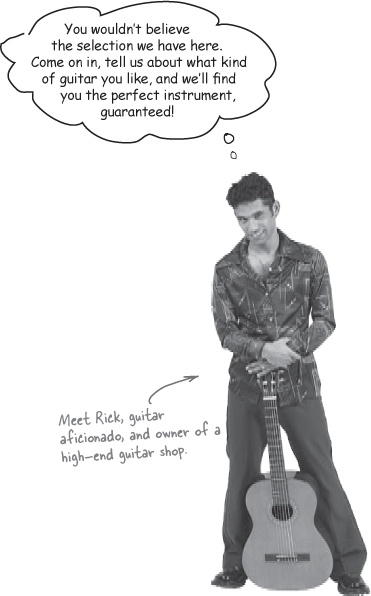 You wouldn't believe
the selection we have here.
Come on in, tell us about what kind
of guitar you like, and we'll find
you the perfect instrument,
guaranteed!
Meet Rick, guitar
aficionado, and owner of a
high-end guitar shop.